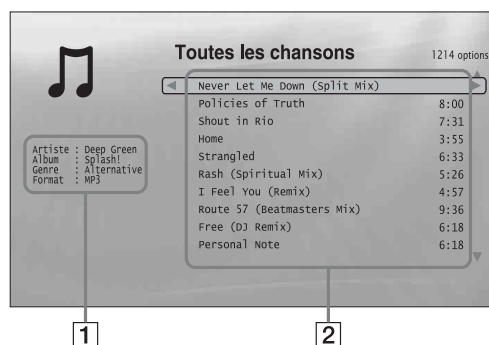 Toutes les chansons
1214 options
Never Let Me Down (Split Mix)
Policies of Truth 8:00
Shout in Rio 7:31
Home 3:55
Strangled 6:33
Rash (Spiritual Mix) 5:26
I Feel You (Remix) 4:57
Route 57 (Beatmasters Mix) 9:36
Free (DJ Remix) 6:18
Personal Note 6:18
Artiste : Deep Green
Album : Splash!
Genre : Alternative
Format : MP3
1
2